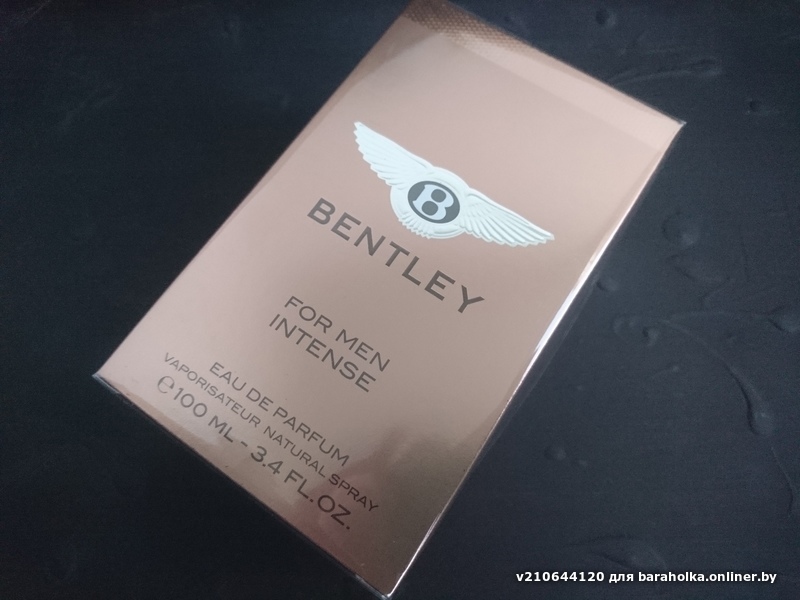 B
BENTLEY
FOR MEN
INTENSE
EAU DE PARFUM
VAPORISATEUR NATURAL SPRAY
℮100 ML - 3.4 FL.OZ.
v210644120 для baraholka.onliner.by